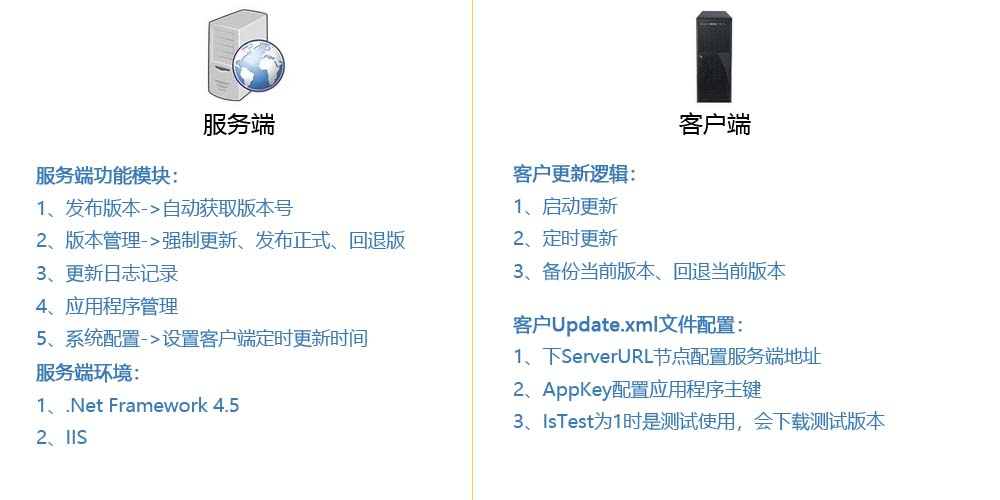 服务端
服务端功能模块:
1、发布版本->自动获取版本号
2、版本管理->强制更新、发布正式、回退版
3、更新日志记录
4、应用程序管理
5、系统配置->设置客户端定时更新时间
服务端环境:
1、.Net Framework 4.5
2、IIS
客户端
客户更新逻辑:
1、启动更新
2、定时更新
3、备份当前版本、回退当前版本
客户Update.xml文件配置:
1、下ServerURL节点配置服务端地址
2、AppKey配置应用程序主键
3、IsTest为1时是测试使用，会下载测试版本